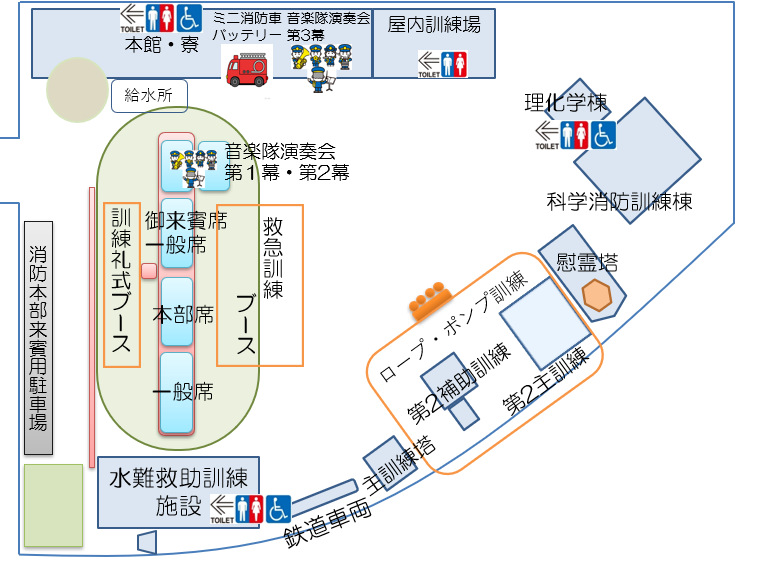 TOILET
本館・寮
ミニ消防車
バッテリー
音楽隊演奏会
第3幕
屋内訓練場
TOILET
給水所
理化学棟
TOILET
科学消防訓練棟
音楽隊演奏会
第１幕・第２幕
御来賓席
一般席
訓練礼式ブース
救急訓練
ブース
本部席
一般席
消防本部来賓用駐車場
慰霊塔
ロープ・ポンプ訓練
第２補助訓練
第２主訓練
主訓練塔
水難救助訓練
施設
TOILET
鉄道車両